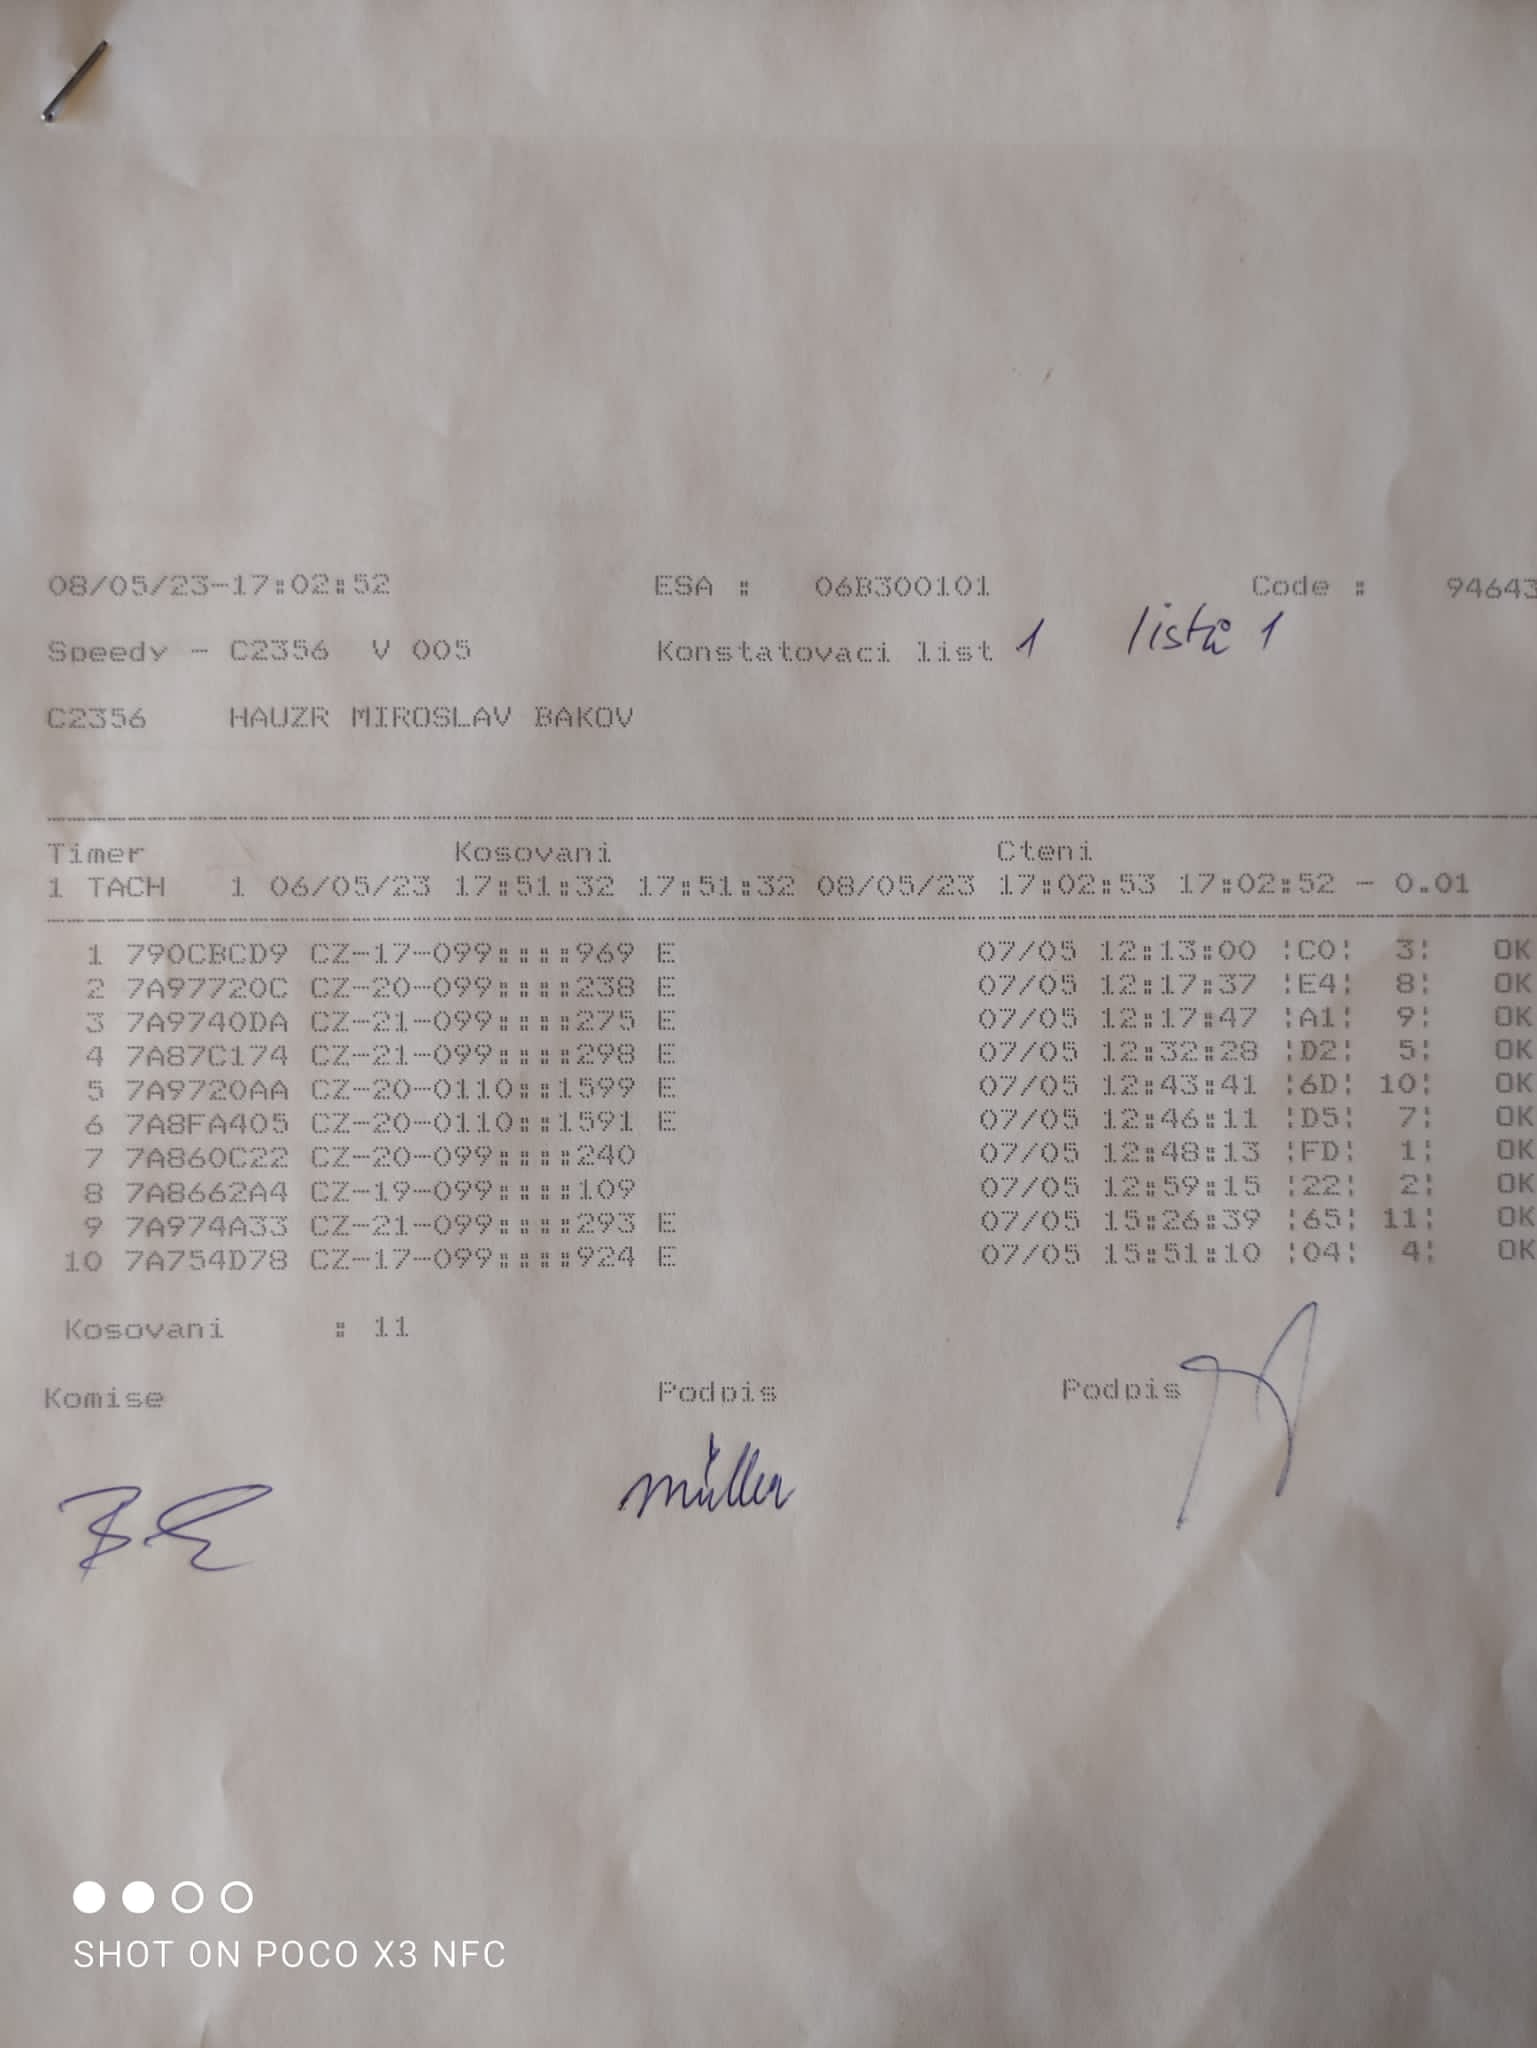 08/05/23-17:02:52 ESA : 06B300101 Code : 94643
Speedy - C2356 V 005 Konstatovaci list 1 listů 1
C2356 HAUZR MIROSLAV BAKOV
Timer Kosovani Cteni
1 TACH 1 06/05/23 17:51:32 17:51:32 08/05/23 17:02:53 17:02:52 - 0.01
1 790CBCD9 CZ-17-099::::969 E 07/05 12:13:00 ¦C0¦ 3¦ OK
2 7A97720C CZ-20-099::::238 E 07/05 12:17:37 ¦E4¦ 8¦ OK
3 7A9740DA CZ-21-099::::275 E 07/05 12:17:47 ¦A1¦ 9¦ OK
4 7A87C174 CZ-21-099::::298 E 07/05 12:32:28 ¦D2¦ 5¦ OK
5 7A9720AA CZ-20-0110::1599 E 07/05 12:43:41 ¦6D¦ 10¦ OK
6 7A8FA405 CZ-20-0110::1591 E 07/05 12:46:11 ¦D5¦ 7¦ OK
7 7A860C22 CZ-20-099::::240 07/05 12:48:13 ¦FD¦ 1¦ OK
8 7A8662A4 CZ-19-099::::109 07/05 12:59:15 ¦22¦ 2¦ OK
9 7A974A33 CZ-21-099::::293 E 07/05 15:26:39 ¦65¦ 11¦ OK
10 7A754D78 CZ-17-099::::924 E 07/05 15:51:10 ¦04¦ 4¦ OK
Kosovani : 11
Komise Podpis Podpis
Müller
SHOT ON POCO X3 NFC